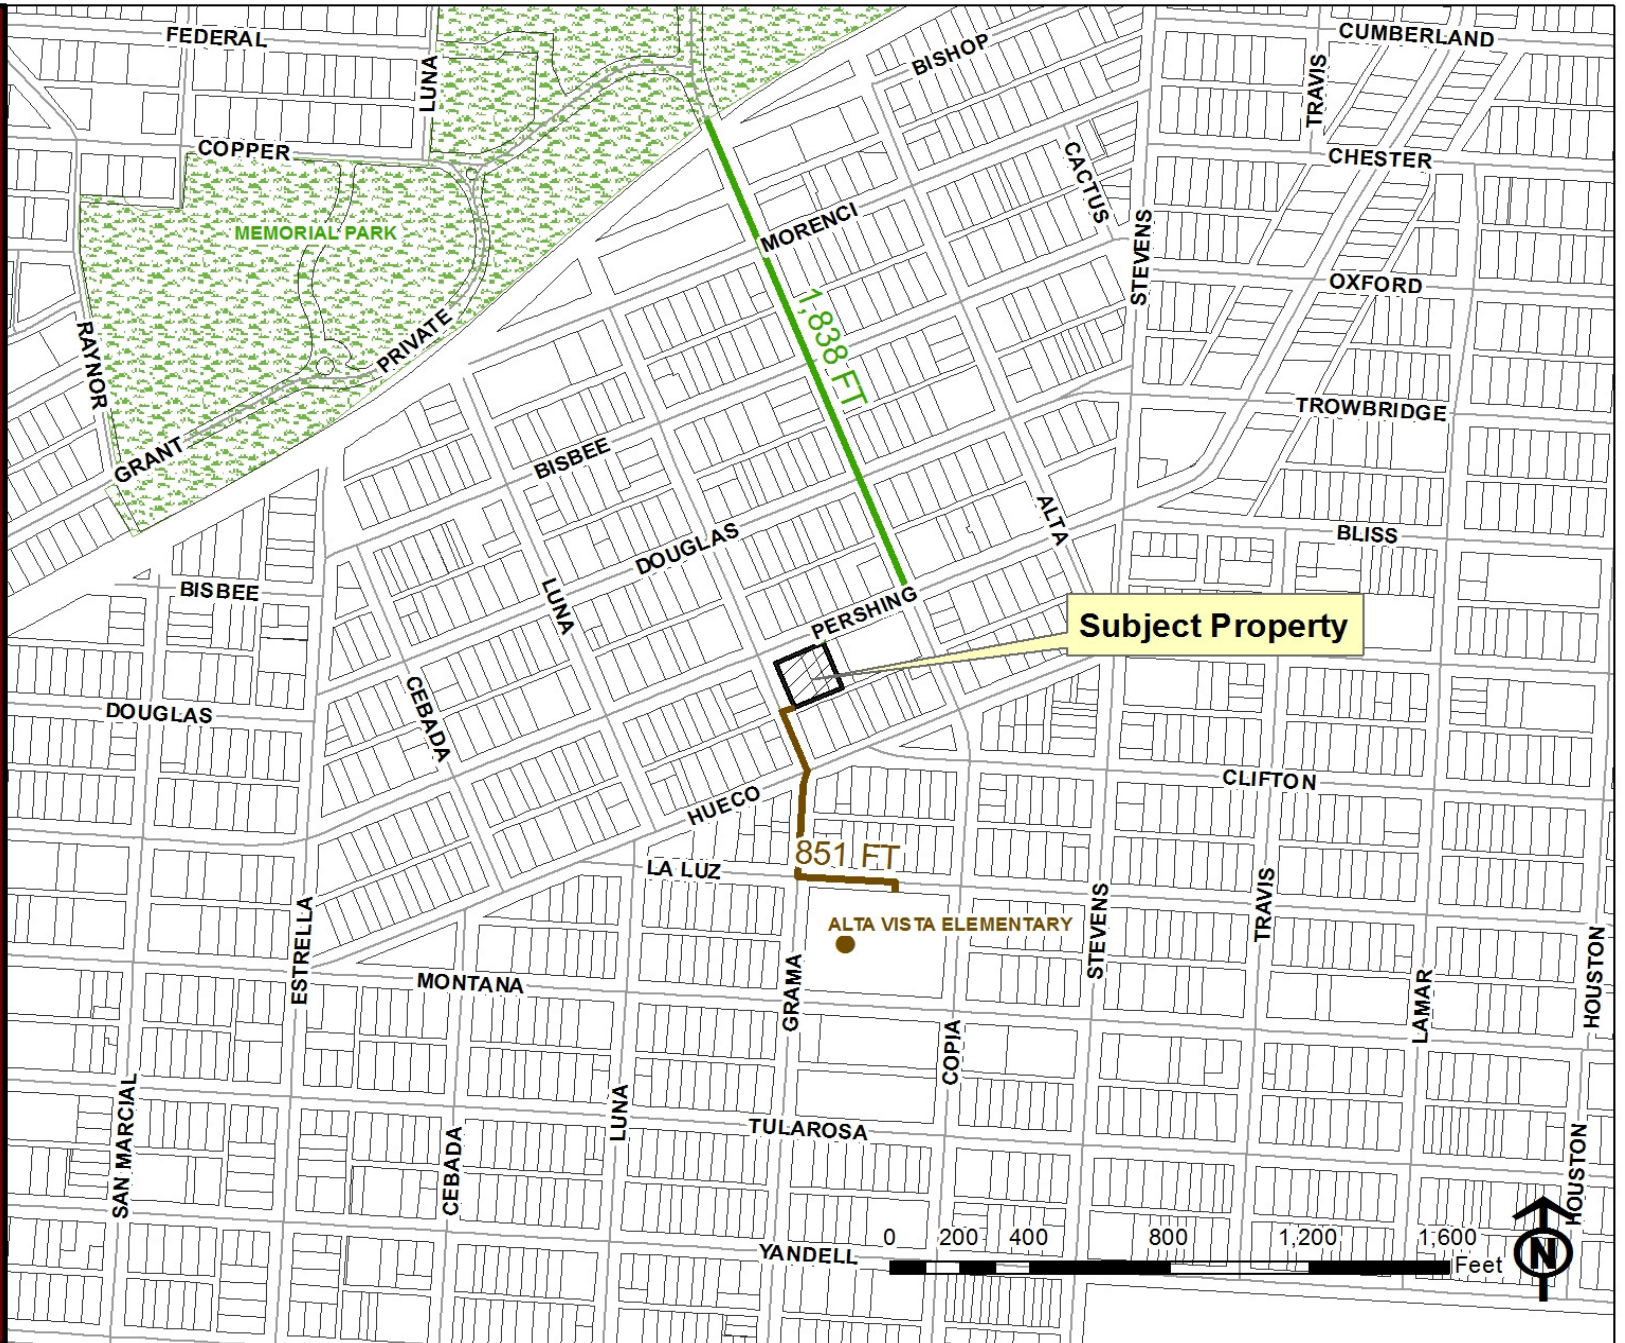 FEDERAL
LUNA
BISHOP
CUMBERLAND
TRAVIS
COPPER
CACTUS
CHESTER
MEMORIAL PARK
MORENCI
STEVENS
OXFORD
RAYNOR
PRIVATE
1,838 FT
TROWBRIDGE
GRANT
BISBEE
DOUGLAS
ALTA
BLISS
BISBEE
LUNA
PERSHING
Subject Property
DOUGLAS
CEBADA
HUECO
CLIFTON
851 FT
LA LUZ
ESTRELLA
ALTA VISTA ELEMENTARY
STEVENS
TRAVIS
MONTANA
GRAMA
COPIA
LAMAR
HOUSTON
SAN MARCIAL
CEBADA
LUNA
TULAROSA
HOUSTON
YANDELL
0 200 400 800 1,200 1,600
Feet
N